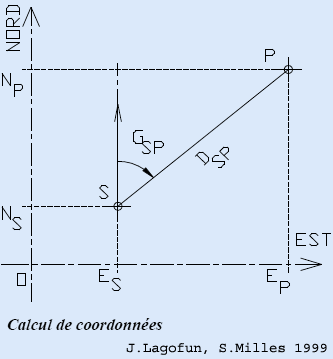 NORD
P
N_P
G_SP
D_SP
S
N_S
EST
O
E_S
E_P
Calcul de coordonnées
J.Lagofun, S.Milles 1999